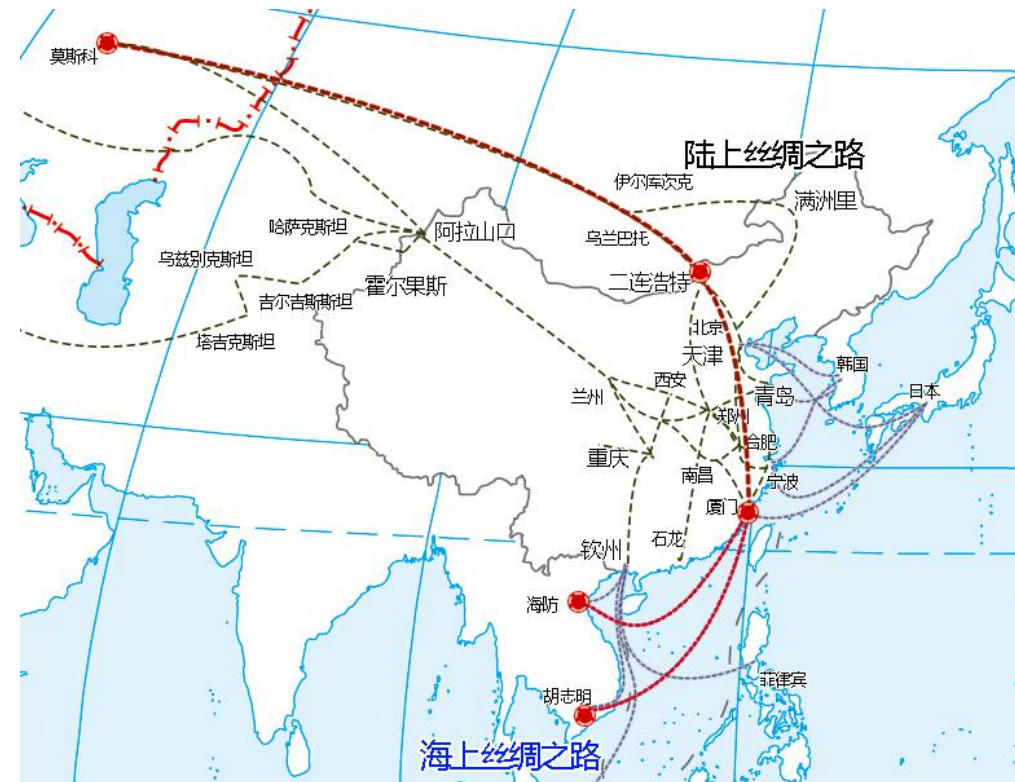 莫斯科
陆上丝绸之路
伊尔库茨克
满洲里
哈萨克斯坦
阿拉山口
乌兰巴托
乌兹别克斯坦
二连浩特
霍尔果斯
吉尔吉斯斯坦
北京
塔吉克斯坦
天津
韩国
西安
日本
兰州
青岛
郑州
合肥
重庆
南昌
宁波
厦门
石龙
钦州
海防
菲律宾
胡志明
海上丝绸之路